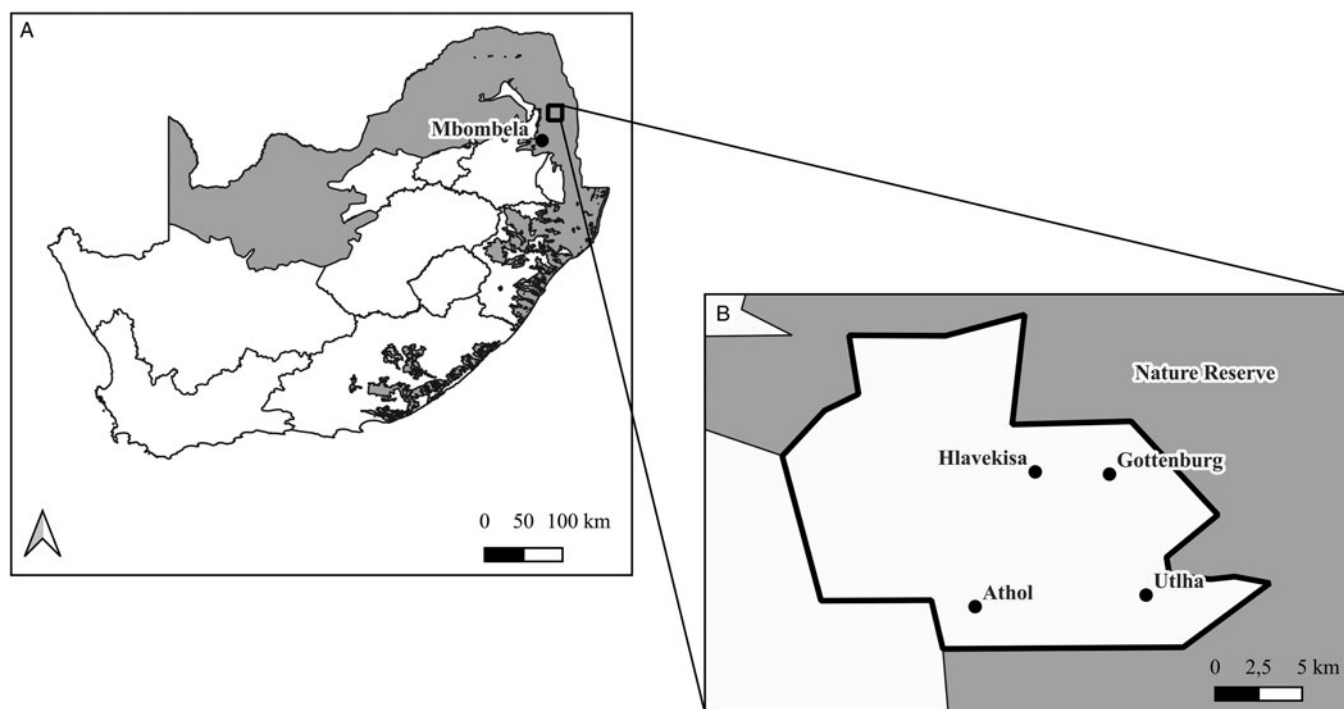 A
Mbombela
0 50 100 km
B
Nature Reserve
Hlavekisa
Gottenburg
Athol
Utlha
0 2,5 5 km